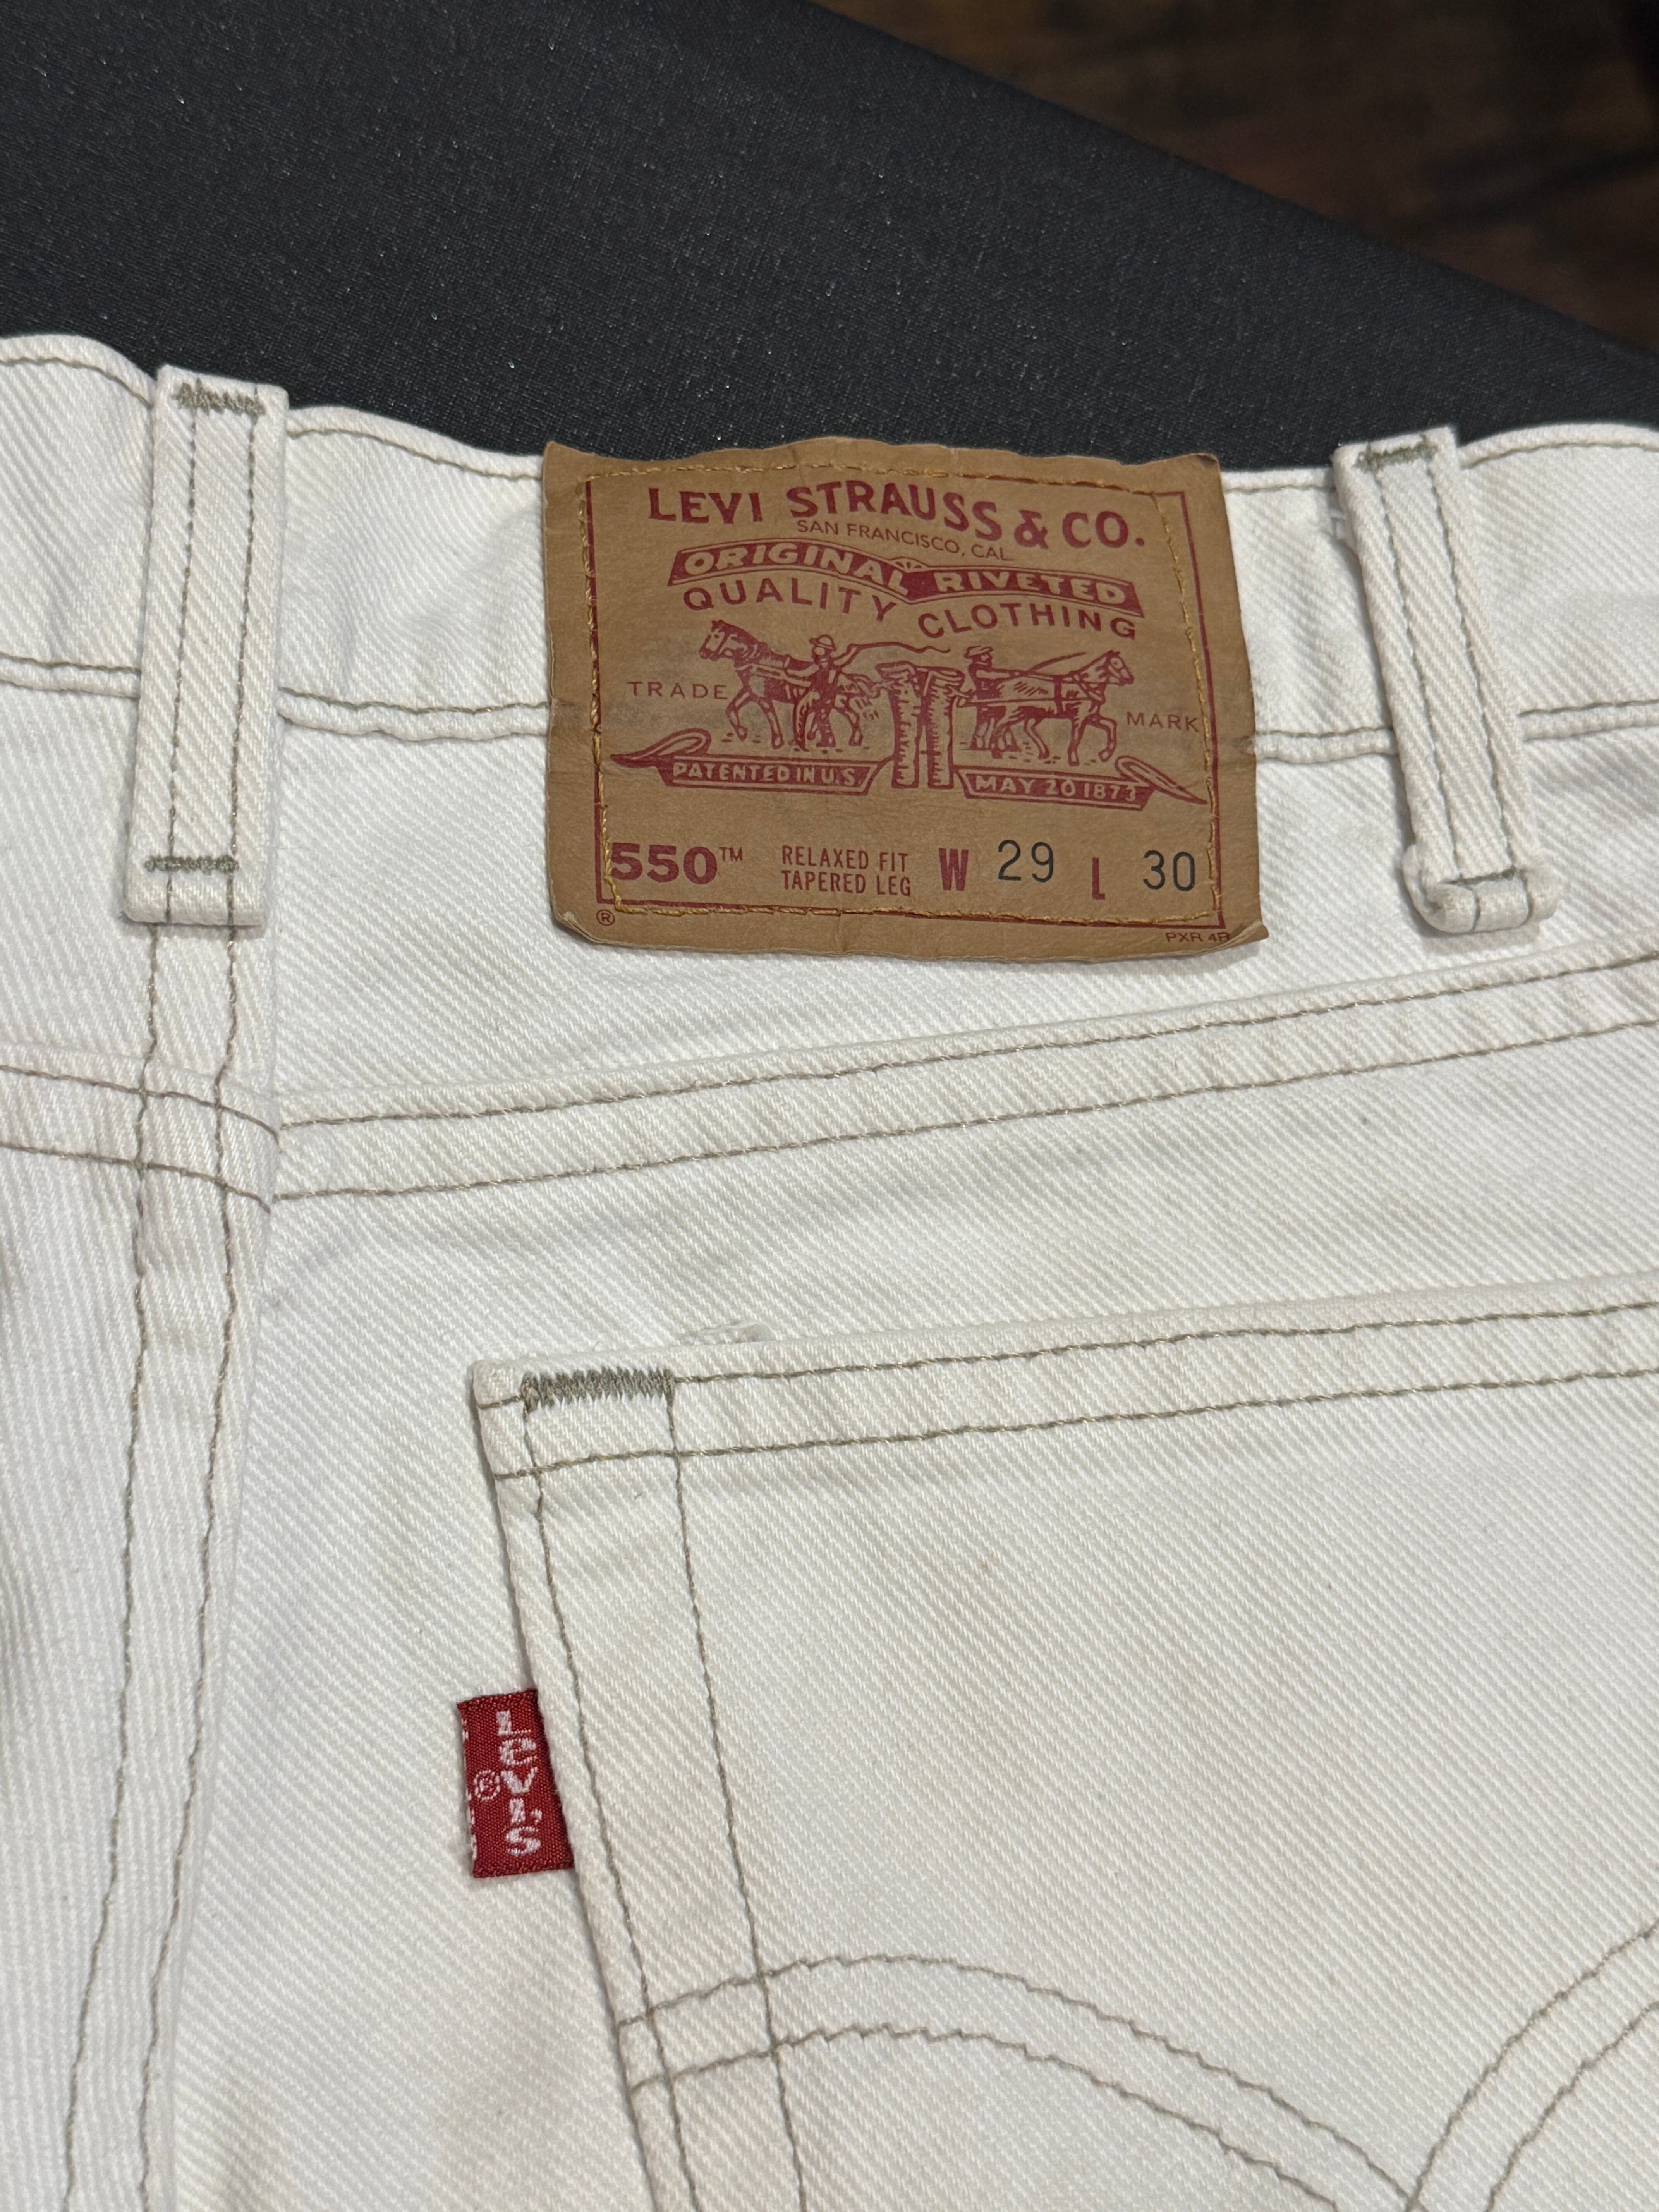 LEVI STRAUSS & CO.
SAN FRANCISCO, CAL.
ORIGINAL RIVETED
QUALITY CLOTHING
TRADE MARK
PATENTED IN U.S. MAY 20 1873
550™ RELAXED FIT W 29 L 30
TAPERED LEG
®
PXR 4B
LEVI'S
®